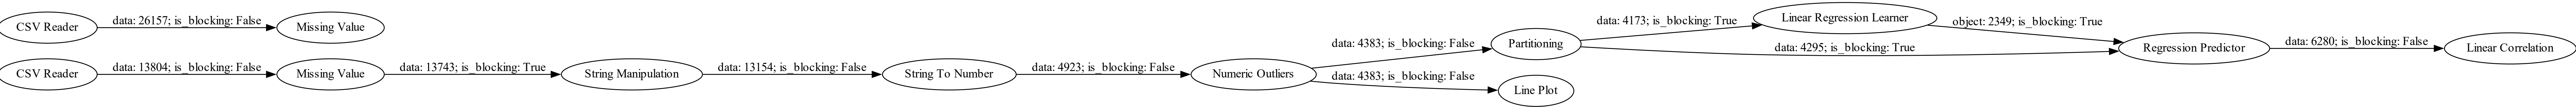 CSV Reader
data: 26157; is_blocking: False
Missing Value
CSV Reader
data: 13804; is_blocking: False
Missing Value
data: 13743; is_blocking: True
String Manipulation
data: 13154; is_blocking: False
String To Number
data: 4923; is_blocking: False
Numeric Outliers
data: 4383; is_blocking: False
Partitioning
data: 4383; is_blocking: False
Line Plot
data: 4173; is_blocking: True
Linear Regression Learner
object: 2349; is_blocking: True
data: 4295; is_blocking: True
Regression Predictor
data: 6280; is_blocking: False
Linear Correlation